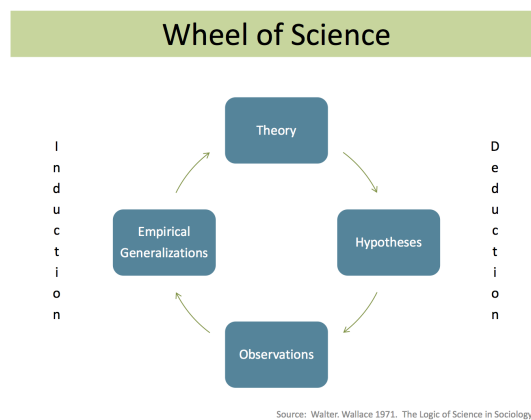 Wheel of Science
Theory
Induction
Deduction
Empirical
Generalizations
Hypotheses
Observations
Source: Walter. Wallace 1971. The Logic of Science in Sociology